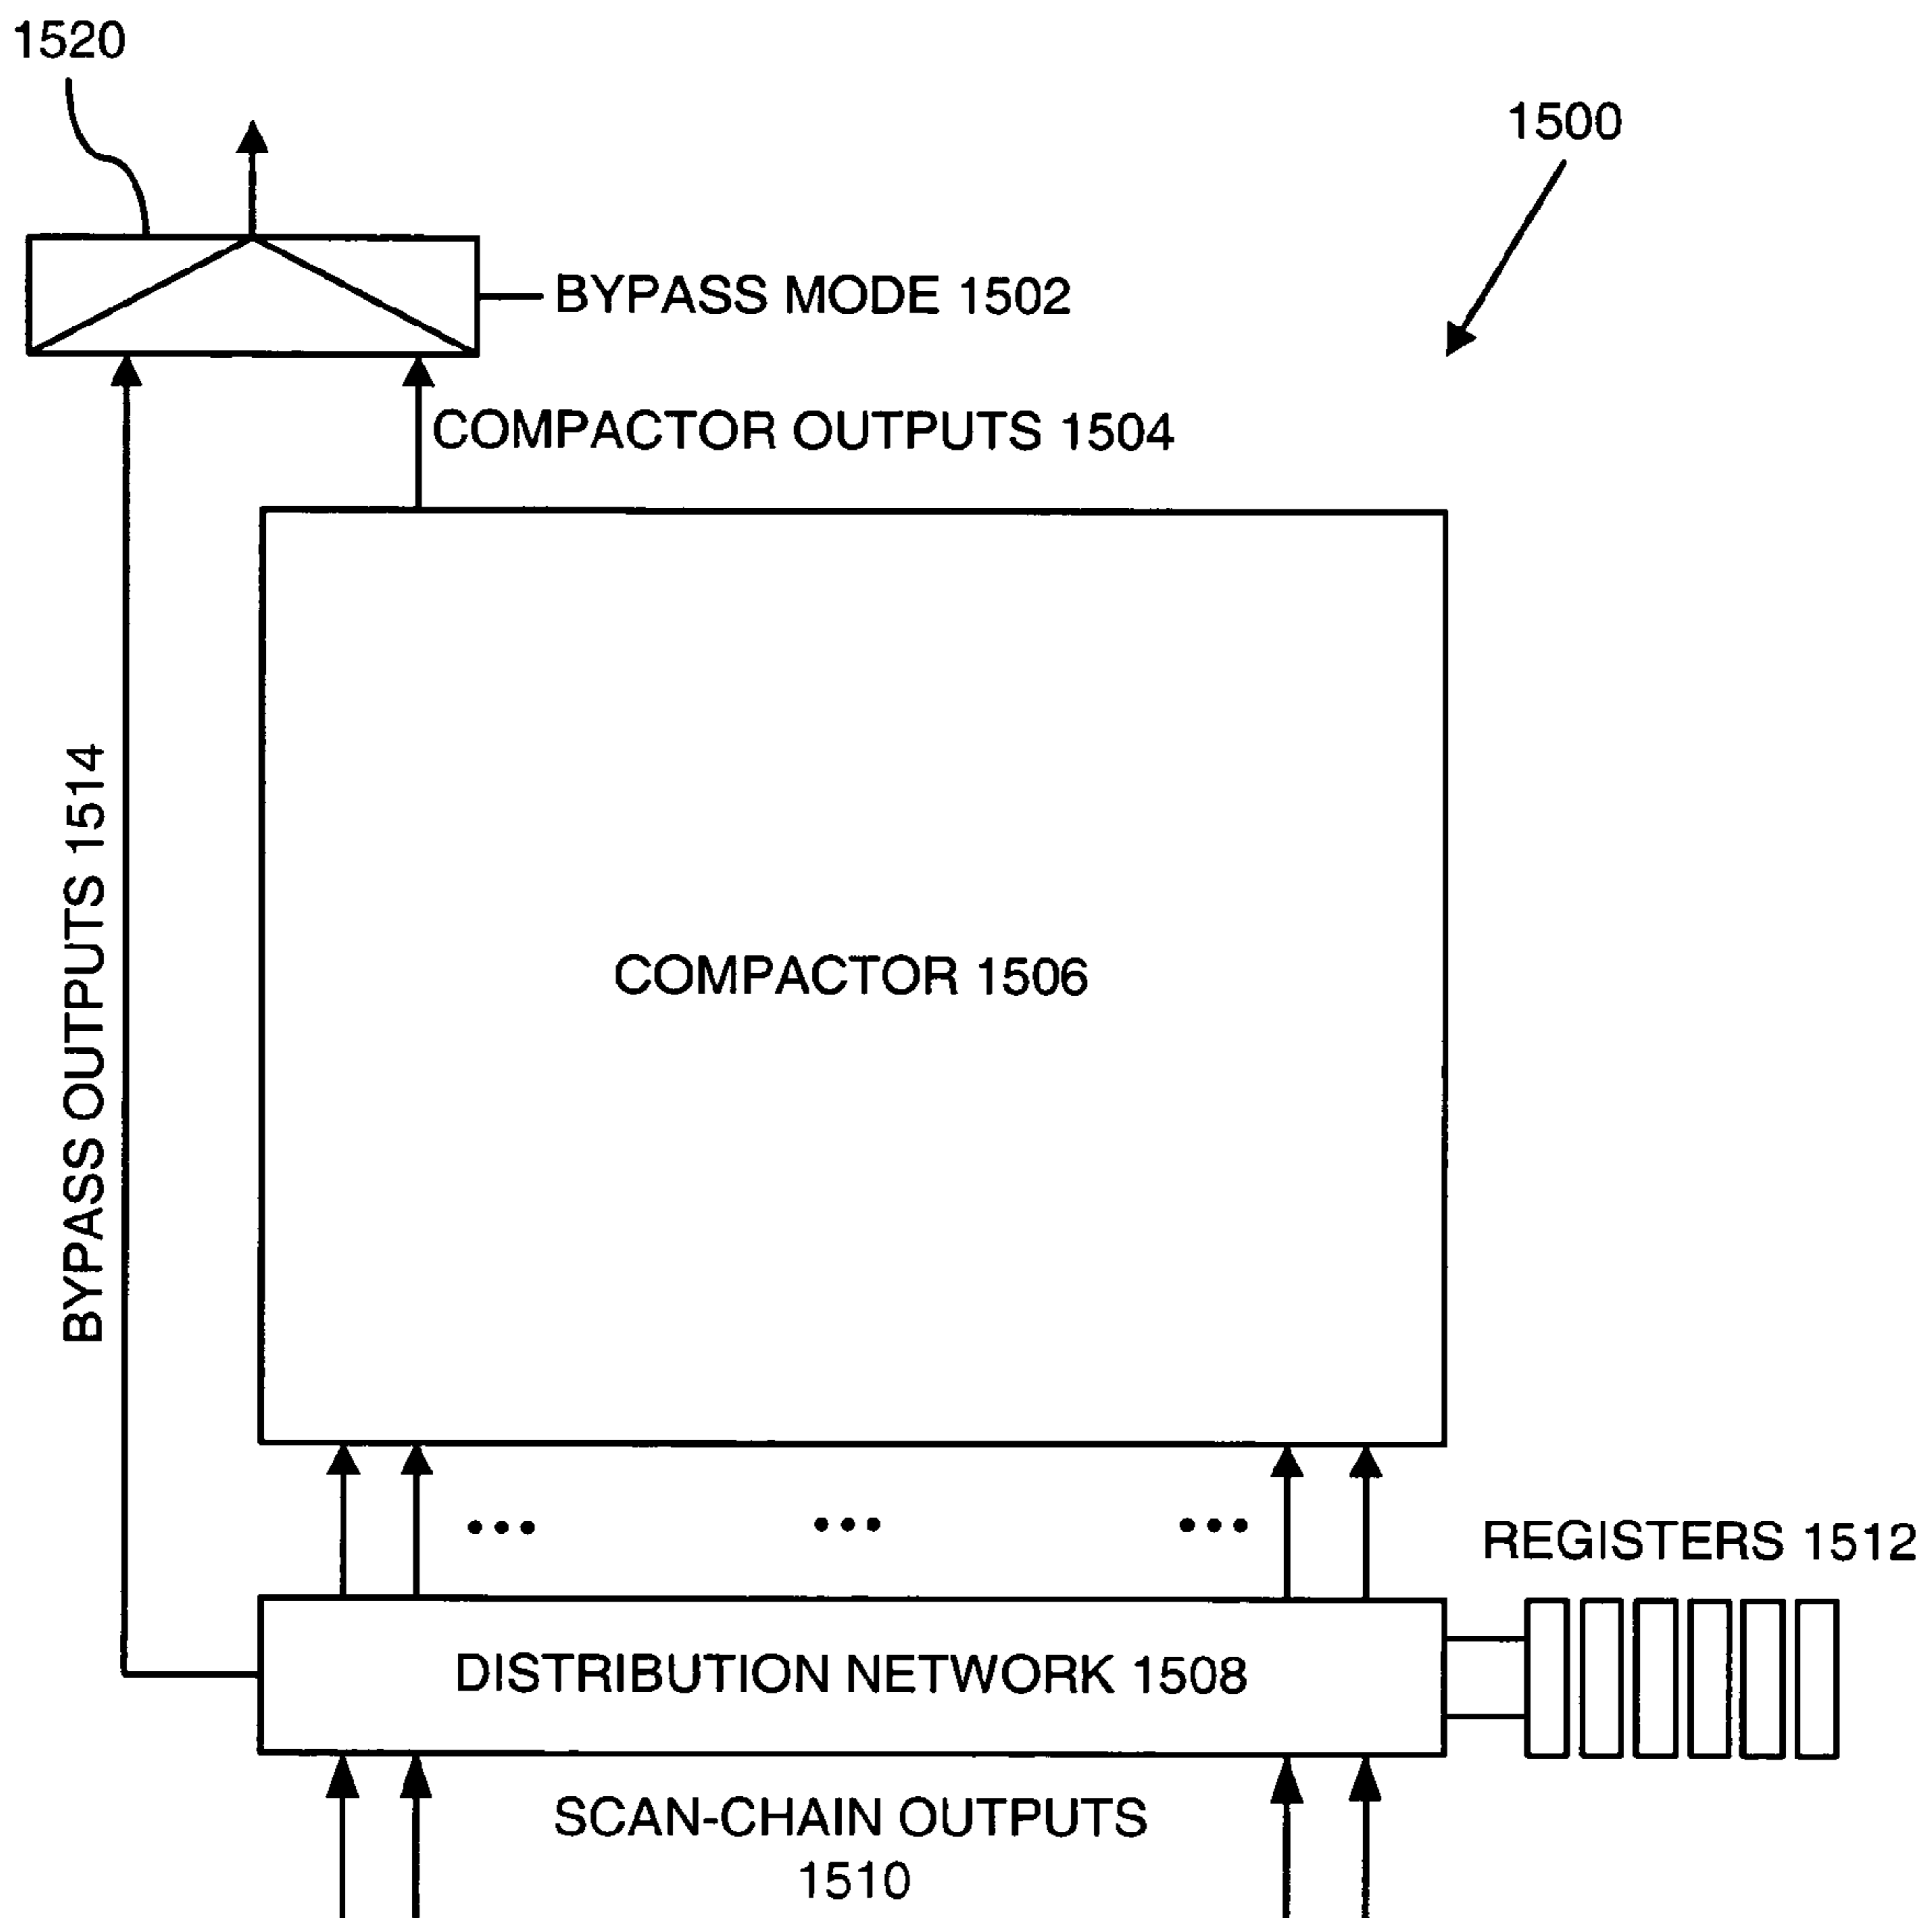 1520
1500
BYPASS MODE 1502
COMPACTOR OUTPUTS 1504
BYPASS OUTPUTS 1514
COMPACTOR 1506
REGISTERS 1512
DISTRIBUTION NETWORK 1508
SCAN-CHAIN OUTPUTS
1510